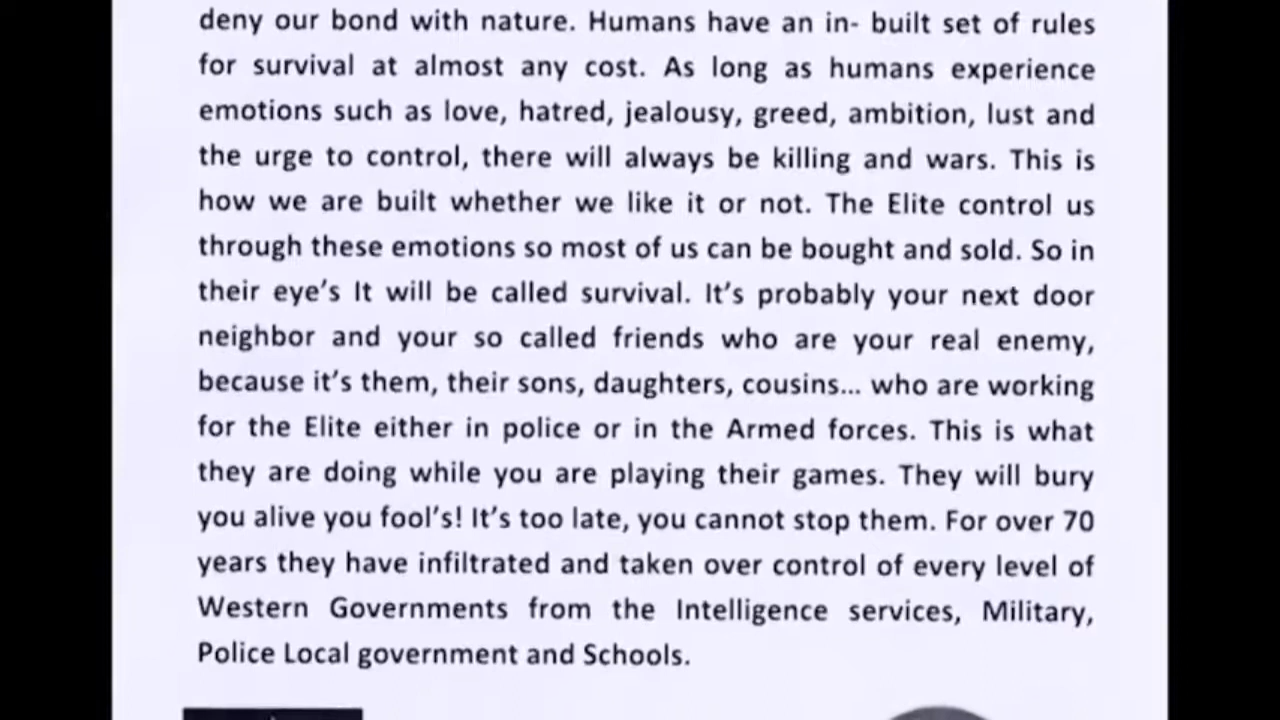 deny our bond with nature. Humans have an in- built set of rules
for survival at almost any cost. As long as humans experience
emotions such as love, hatred, jealousy, greed, ambition, lust and
the urge to control, there will always be killing and wars. This is
how we are built whether we like it or not. The Elite control us
through these emotions so most of us can be bought and sold. So in
their eye's It will be called survival. It's probably your next door
neighbor and your so called friends who are your real enemy,
because it's them, their sons, daughters, cousins... who are working
for the Elite either in police or in the Armed forces. This is what
they are doing while you are playing their games. They will bury
you alive you fool's! It's too late, you cannot stop them. For over 70
years they have infiltrated and taken over control of every level of
Western Governments from the Intelligence services, Military,
Police Local government and Schools.